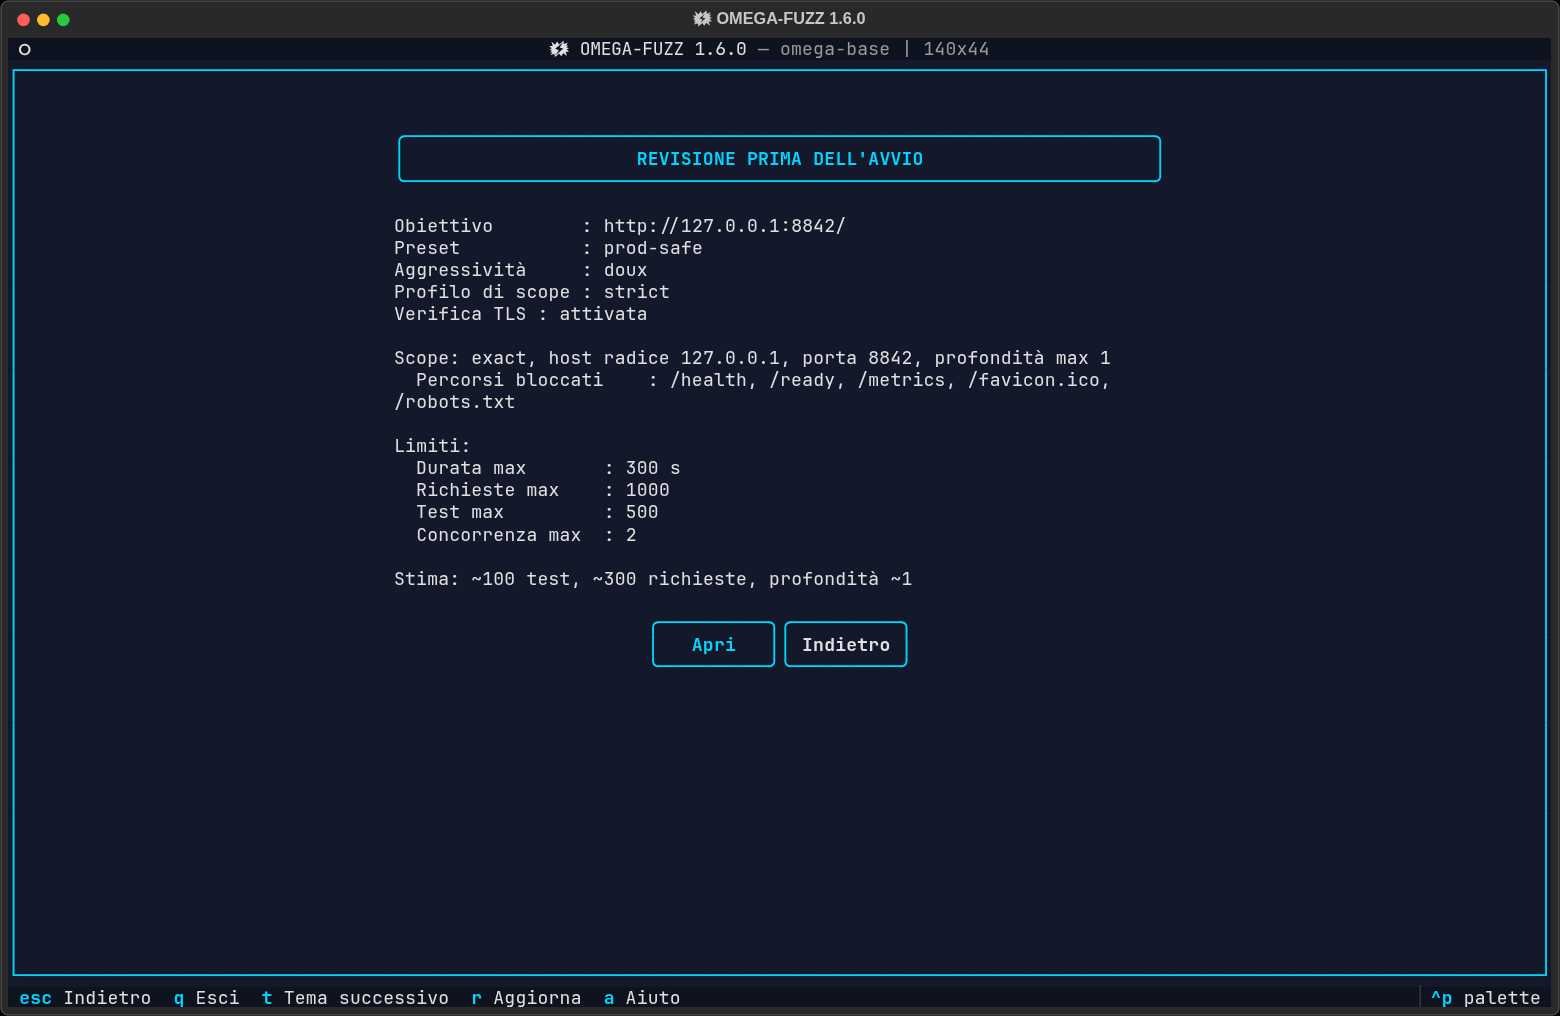 OMEGA-FUZZ 1.6.0
OMEGA-FUZZ 1.6.0 — omega-base | 140x44
REVISIONE PRIMA DELL'AVVIO
Obiettivo : http://127.0.0.1:8842/
Preset : prod-safe
Aggressività : doux
Profilo di scope : strict
Verifica TLS : attivata
Scope: exact, host radice 127.0.0.1, porta 8842, profondità max 1
Percorsi bloccati : /health, /ready, /metrics, /favicon.ico,
/robots.txt
Limiti:
Durata max : 300 s
Richieste max : 1000
Test max : 500
Concorrenza max : 2
Stima: ~100 test, ~300 richieste, profondità ~1
Apri Indietro
esc Indietro q Esci t Tema successivo r Aggiorna a Aiuto ^p palette